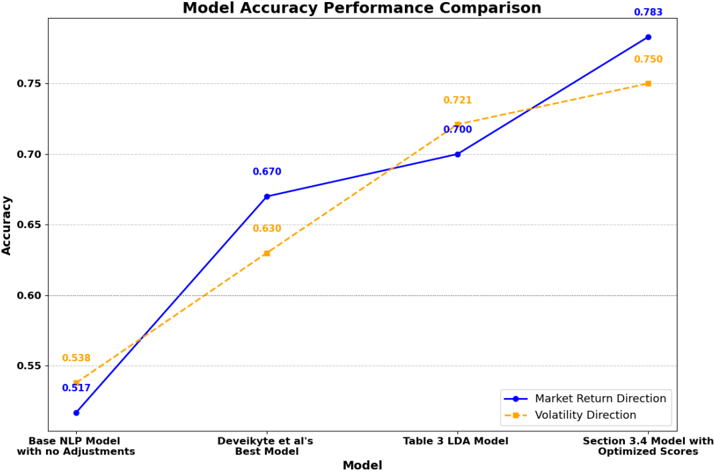 Model Accuracy Performance Comparison
0.783
0.750
0.721
0.700
0.670
0.630
0.538
0.517
Accuracy
0.75
0.70
0.65
0.60
0.55
Market Return Direction
Volatility Direction
Base NLP Model
with no Adjustments
Deveikyte et al's
Best Model
Table 3 LDA Model
Section 3.4 Model with
Optimized Scores
Model